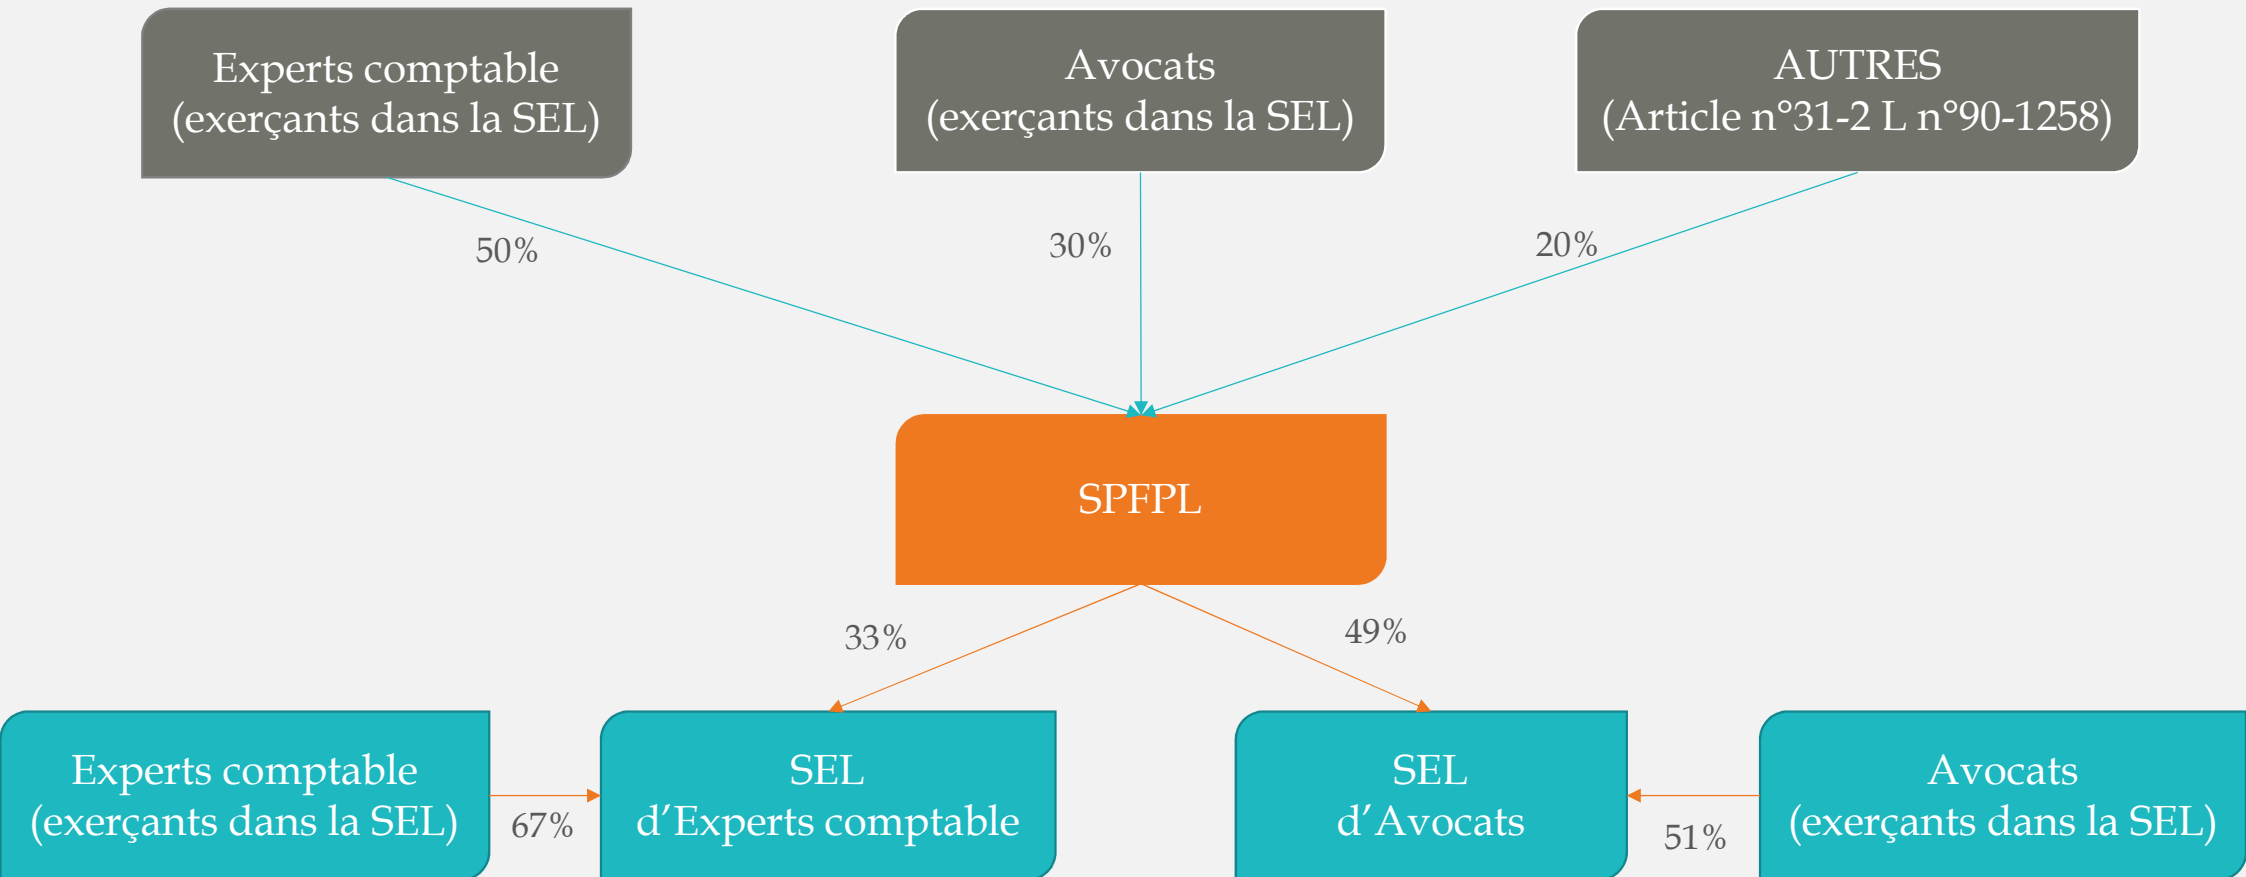 Experts comptable
(exerçants dans la SEL)
Avocats
(exerçants dans la SEL)
AUTRES
(Article n°31-2 L n°90-1258)
50%
30%
20%
SPFPL
33%
49%
Experts comptable
(exerçants dans la SEL)
67%
SEL
d’Experts comptable
SEL
d’Avocats
51%
Avocats
(exerçants dans la SEL)